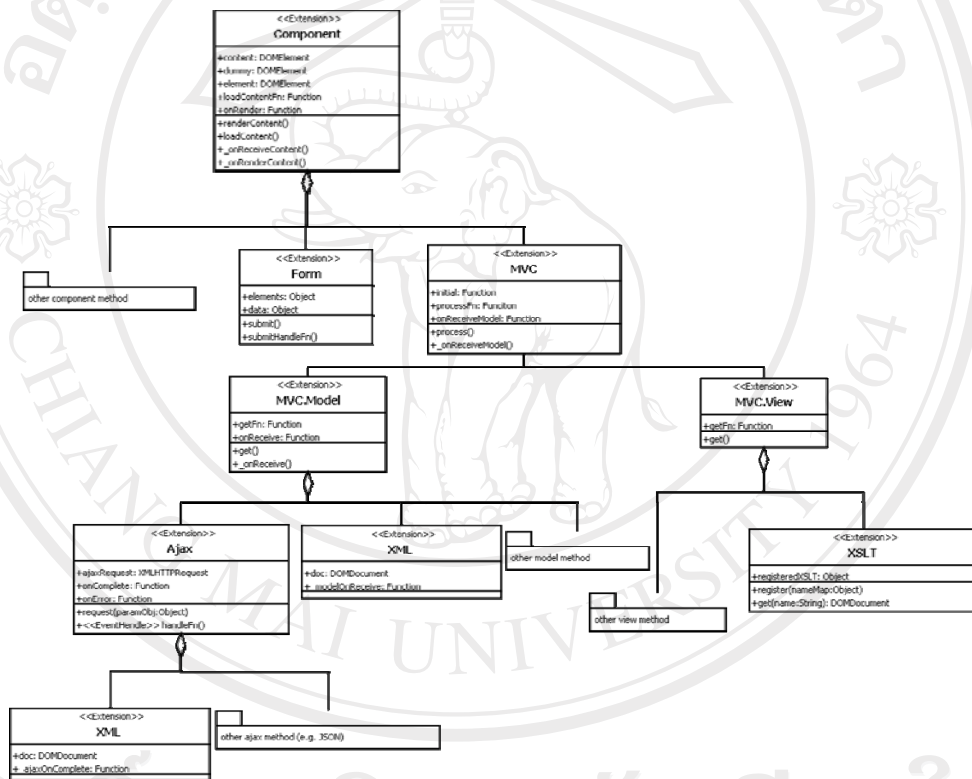 <<Extension>>
Component
+content: DOMElement
+dummy: DOMElement
+element: DOMElement
+loadContentFn: Function
+onRender: Function
+renderContent()
+loadContent()
+_onReceiveContent()
+_onRenderContent()
other component method
<<Extension>>
Form
+elements: Object
+data: Object
+submit()
+submitHandleFn()
<<Extension>>
MVC
+initial: Function
+processFn: Funciton
+onReceiveModel: Function
+process()
+_onReceiveModel()
<<Extension>>
MVC.Model
+getFn: Function
+onReceive: Function
+get()
+_onReceive()
<<Extension>>
MVC.View
+getFn: Function
+get()
<<Extension>>
Ajax
+ajaxRequest: XMLHTTPRequest
+onComplete: Function
+onError: Function
+request(paramObj:Object)
+<<EventHandle>> handleFn()
<<Extension>>
XML
+doc: DOMDocument
+_modelOnReceive: Function
other model method
other view method
<<Extension>>
XSLT
+registeredXSLT: Object
+register(nameMap:Object)
+get(name:String): DOMDocument
<<Extension>>
XML
+doc: DOMDocument
+_ajaxOnComplete: Function
other ajax method (e.g. JSON)
CHIANG MAI UNIVERSITY 1964